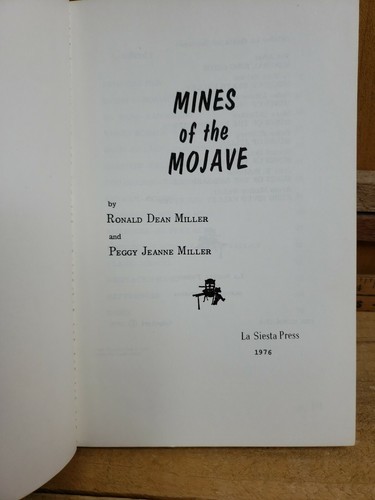 MINES
of the
MOJAVE
by
RONALD DEAN MILLER
and
PEGGY JEANNE MILLER
La Siesta Press
1976